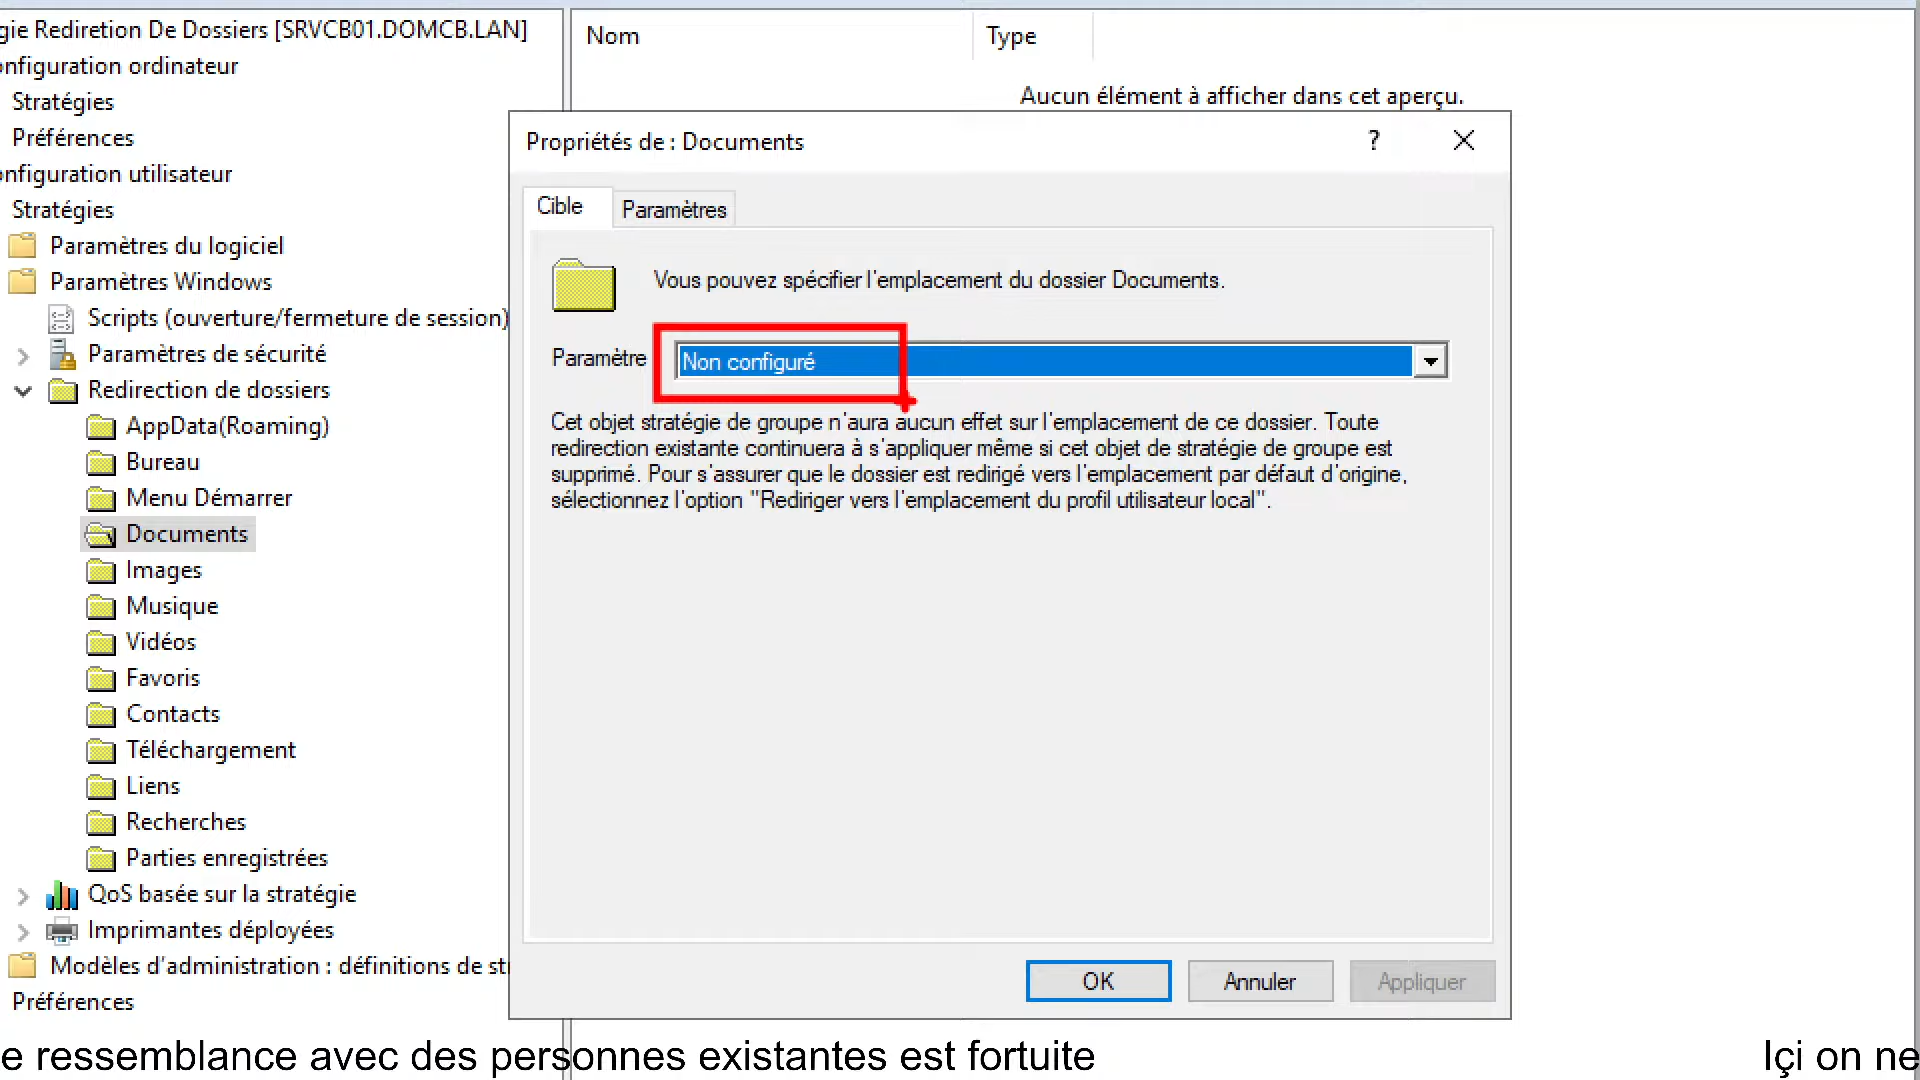 gie Rediretion De Dossiers [SRVCB01.DOMCB.LAN]
onfiguration ordinateur
Stratégies
Préférences
onfiguration utilisateur
Stratégies
Paramètres du logiciel
Paramètres Windows
Scripts (ouverture/fermeture de session)
Paramètres de sécurité
Redirection de dossiers
AppData(Roaming)
Bureau
Menu Démarrer
Documents
Images
Musique
Vidéos
Favoris
Contacts
Téléchargement
Liens
Recherches
Parties enregistrées
QoS basée sur la stratégie
Imprimantes déployées
Modèles d'administration : définitions de st
Préférences
Nom Type
Aucun élément à afficher dans cet aperçu.
Propriétés de : Documents ?
Cible Paramètres
Vous pouvez spécifier l'emplacement du dossier Documents.
Paramètre Non configuré
Cet objet stratégie de groupe n'aura aucun effet sur l'emplacement de ce dossier. Toute
redirection existante continuera à s'appliquer même si cet objet de stratégie de groupe est
supprimé. Pour s'assurer que le dossier est redirigé vers l'emplacement par défaut d'origine,
sélectionnez l'option "Rediriger vers l'emplacement du profil utilisateur local".
OK Annuler Appliquer
e ressemblance avec des personnes existantes est fortuite Içi on ne